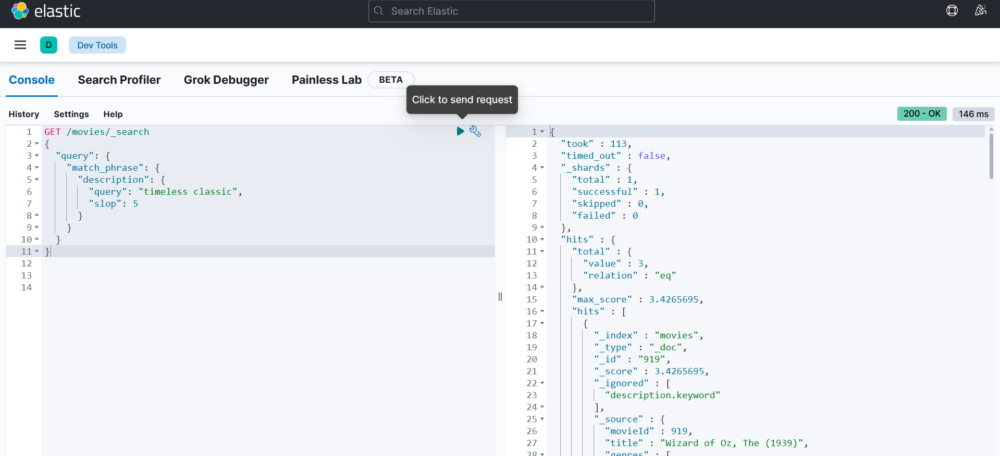 elastic
Search Elastic
D
Dev Tools
Console
Search Profiler
Grok Debugger
Painless Lab
BETA
Click to send request
History
Settings
Help
200 - OK
146 ms
1 GET /movies/_search
2 {
3 "query": {
4 "match_phrase": {
5 "description": {
6 "query": "timeless classic",
7 "slop": 5
8 }
9 }
10 }
11 }
12
13
14
1 {
2 "took" : 113,
3 "timed_out" : false,
4 "_shards" : {
5 "total" : 1,
6 "successful" : 1,
7 "skipped" : 0,
8 "failed" : 0
9 },
10 "hits" : {
11 "total" : {
12 "value" : 3,
13 "relation" : "eq"
14 },
15 "max_score" : 3.4265695,
16 "hits" : [
17 {
18 "_index" : "movies",
19 "_type" : "_doc",
20 "_id" : "919",
21 "_score" : 3.4265695,
22 "_ignored" : [
23 "description.keyword"
24 ],
25 "_source" : {
26 "movieId" : 919,
27 "title" : "Wizard of Oz, The (1939)",
28 "genres" : [